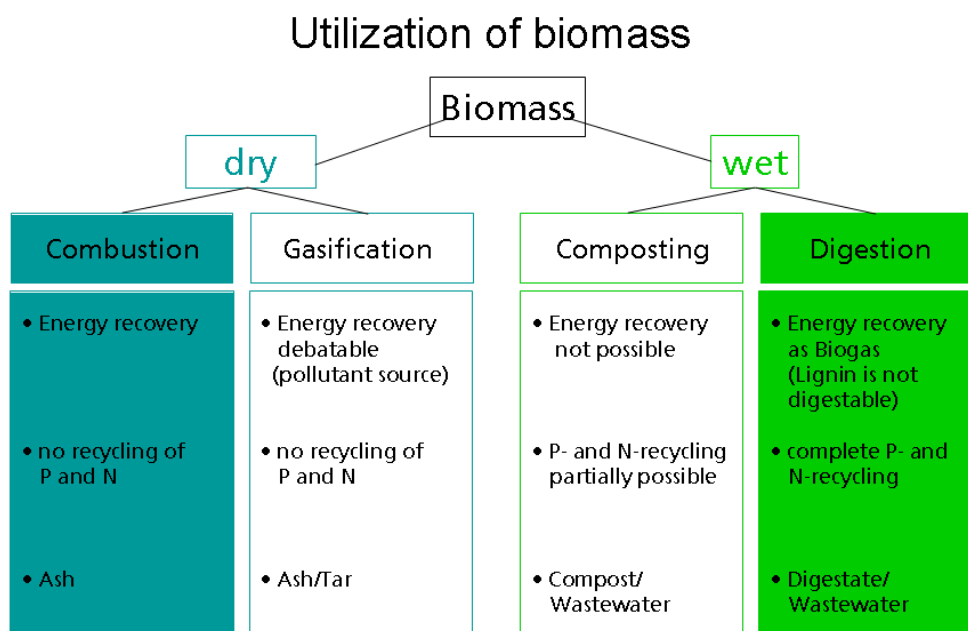 Utilization of biomass
Biomass
dry
wet
Combustion
Gasification
Composting
Digestion
• Energy recovery
• no recycling of
P and N
• Ash
• Energy recovery
debatable
(pollutant source)
• no recycling of
P and N
• Ash/Tar
• Energy recovery
not possible
• P- and N-recycling
partially possible
• Compost/
Wastewater
• Energy recovery
as Biogas
(Lignin is not
digestable)
• complete P- and
N-recycling
• Digestate/
Wastewater